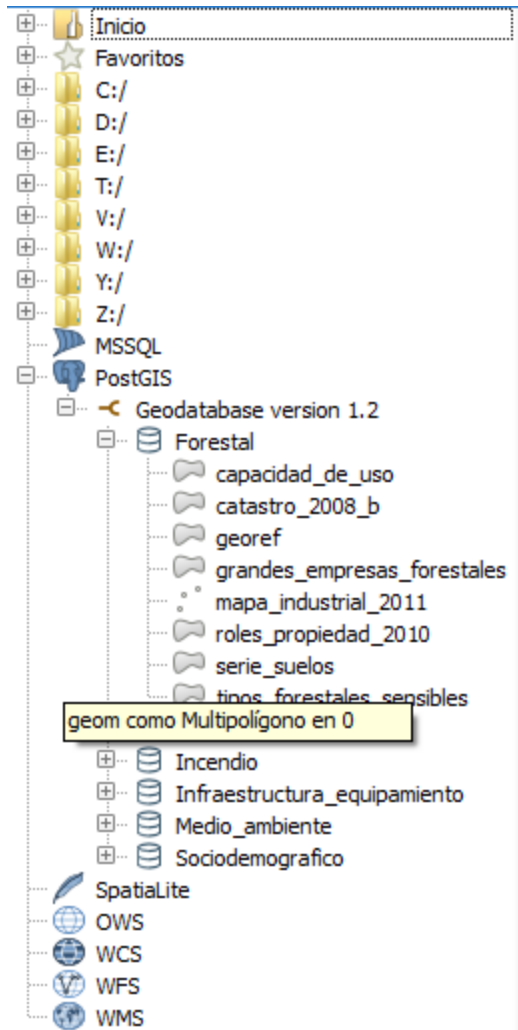 Inicio
Favoritos
C:/
D:/
E:/
T:/
V:/
W:/
Y:/
Z:/
MSSQL
PostGIS
Geodatabase version 1.2
Forestal
capacidad_de_uso
catastro_2008_b
georef
grandes_empresas_forestales
mapa_industrial_2011
roles_propiedad_2010
serie_suelos
tipos_forestales_sensibles
geom como Multipolígono en 0
Incendio
Infraestructura_equipamiento
Medio_ambiente
Sociodemografico
SpatiaLite
OWS
WCS
WFS
WMS